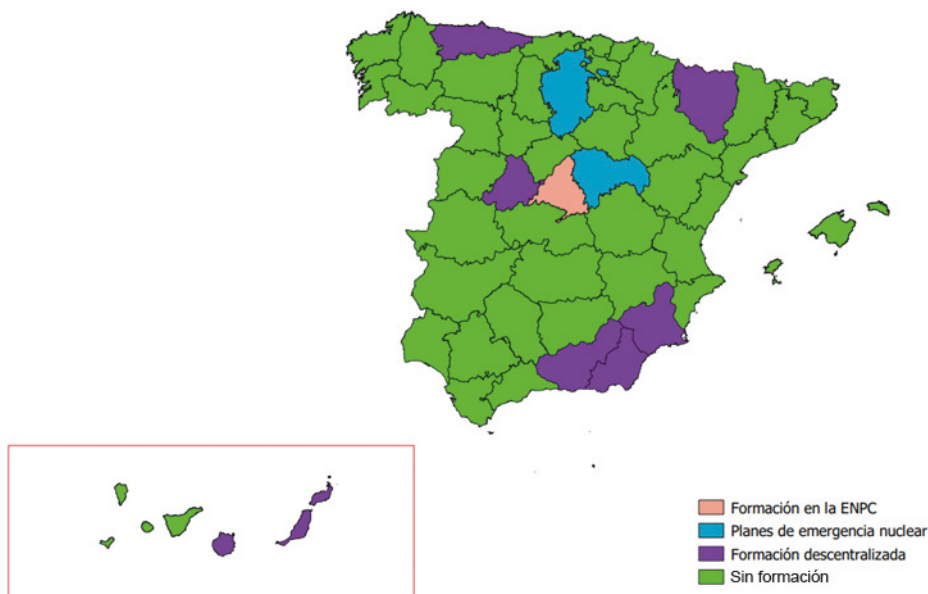 Formación en la ENPC
Planes de emergencia nuclear
Formación descentralizada
Sin formación